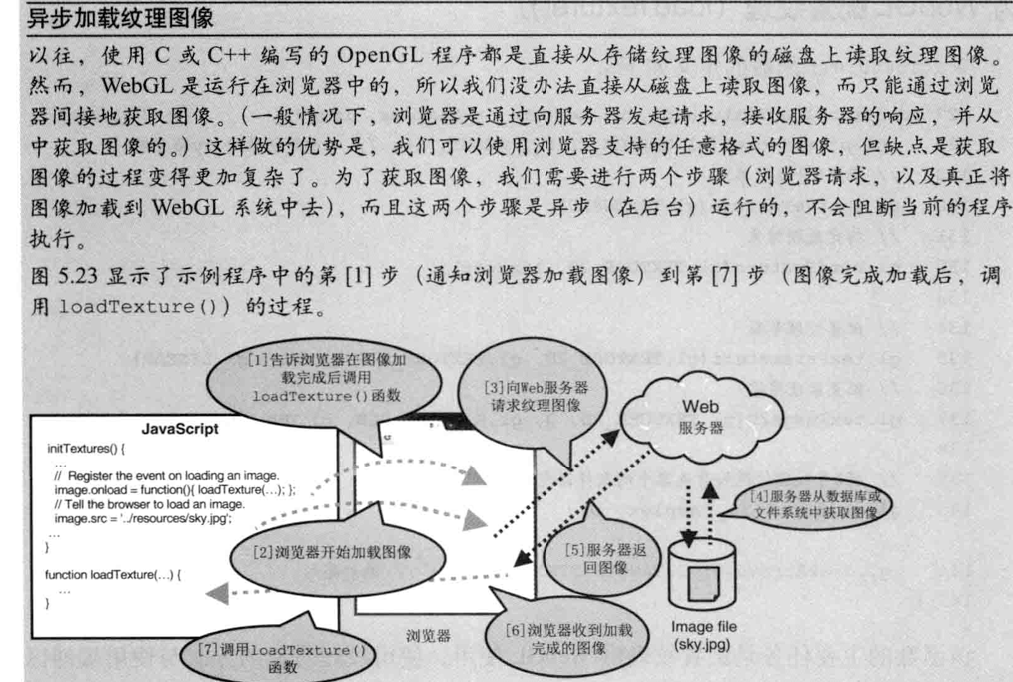 异步加载纹理图像
以往，使用 C 或 C++ 编写的 OpenGL 程序都是直接从存储纹理图像的磁盘上读取纹理图像。
然而，WebGL 是运行在浏览器中的，所以我们没办法直接从磁盘上读取图像，而只能通过浏览
器间接地获取图像。（一般情况下，浏览器是通过向服务器发起请求，接收服务器的响应，并从
中获取图像的。）这样做的优势是，我们可以使用浏览器支持的任意格式的图像，但缺点是获取
图像的过程变得更加复杂了。为了获取图像，我们需要进行两个步骤（浏览器请求，以及真正将
图像加载到 WebGL 系统中去），而且这两个步骤是异步（在后台）运行的，不会阻断当前的程序
执行。
图 5.23 显示了示例程序中的第 [1] 步（通知浏览器加载图像）到第 [7] 步（图像完成加载后，调
用 loadTexture()）的过程。
[1]告诉浏览器在图像加
载完成后调用
loadTexture()函数
[3]向Web服务器
请求纹理图像
Web
服务器
JavaScript
initTextures() {
...
// Register the event on loading an image.
image.onload = function(){ loadTexture(...); };
// Tell the browser to load an image.
image.src = '../resources/sky.jpg';
...
}
function loadTexture(...) {
...
}
[2]浏览器开始加载图像
[4]服务器从数据库或
文件系统中获取图像
[5]服务器返
回图像
[6]浏览器收到加载
完成的图像
[7]调用loadTexture()
函数
浏览器
Image file
(sky.jpg)